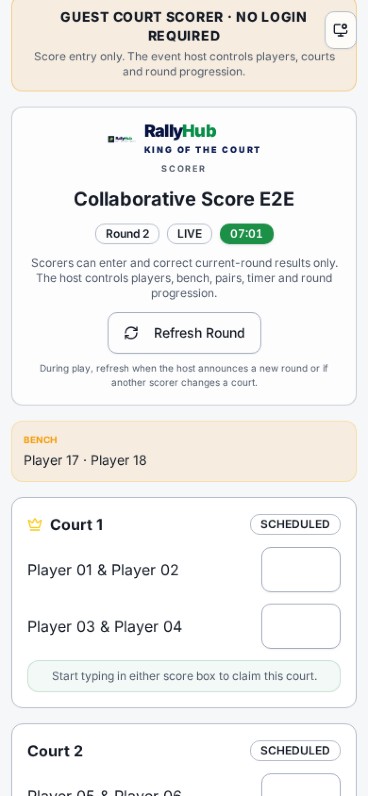 GUEST COURT SCORER · NO LOGIN
REQUIRED
Score entry only. The event host controls players, courts
and round progression.
RallyHub
RallyHub
KING OF THE COURT
SCORER
Collaborative Score E2E
Round 2
LIVE
07:01
Scorers can enter and correct current-round results only.
The host controls players, bench, pairs, timer and round
progression.
Refresh Round
During play, refresh when the host announces a new round or if
another scorer changes a court.
BENCH
Player 17 · Player 18
Court 1
SCHEDULED
Player 01 & Player 02
Player 03 & Player 04
Start typing in either score box to claim this court.
Court 2
SCHEDULED
Player 05 & Player 06